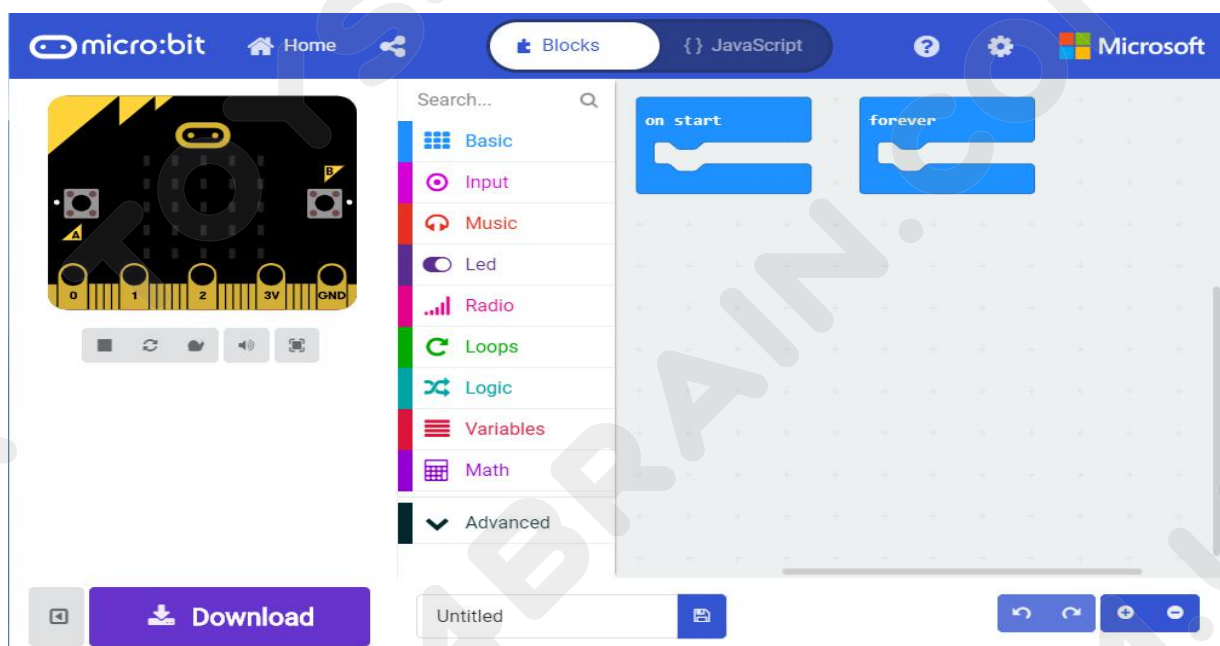 micro:bit Home Blocks {} JavaScript ? Microsoft
B
A
0 1 2 3V GND
Search...
Basic
Input
Music
Led
Radio
Loops
Logic
Variables
Math
Advanced
on start
forever
Download
Untitled